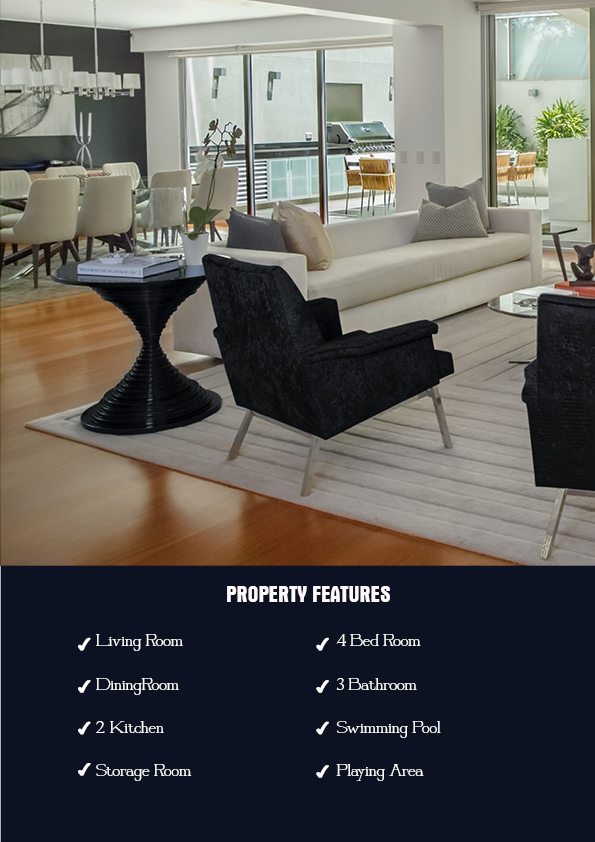 PROPERTY FEATURES
Living Room
DiningRoom
2 Kitchen
Storage Room
4 Bed Room
3 Bathroom
Swimming Pool
Playing Area